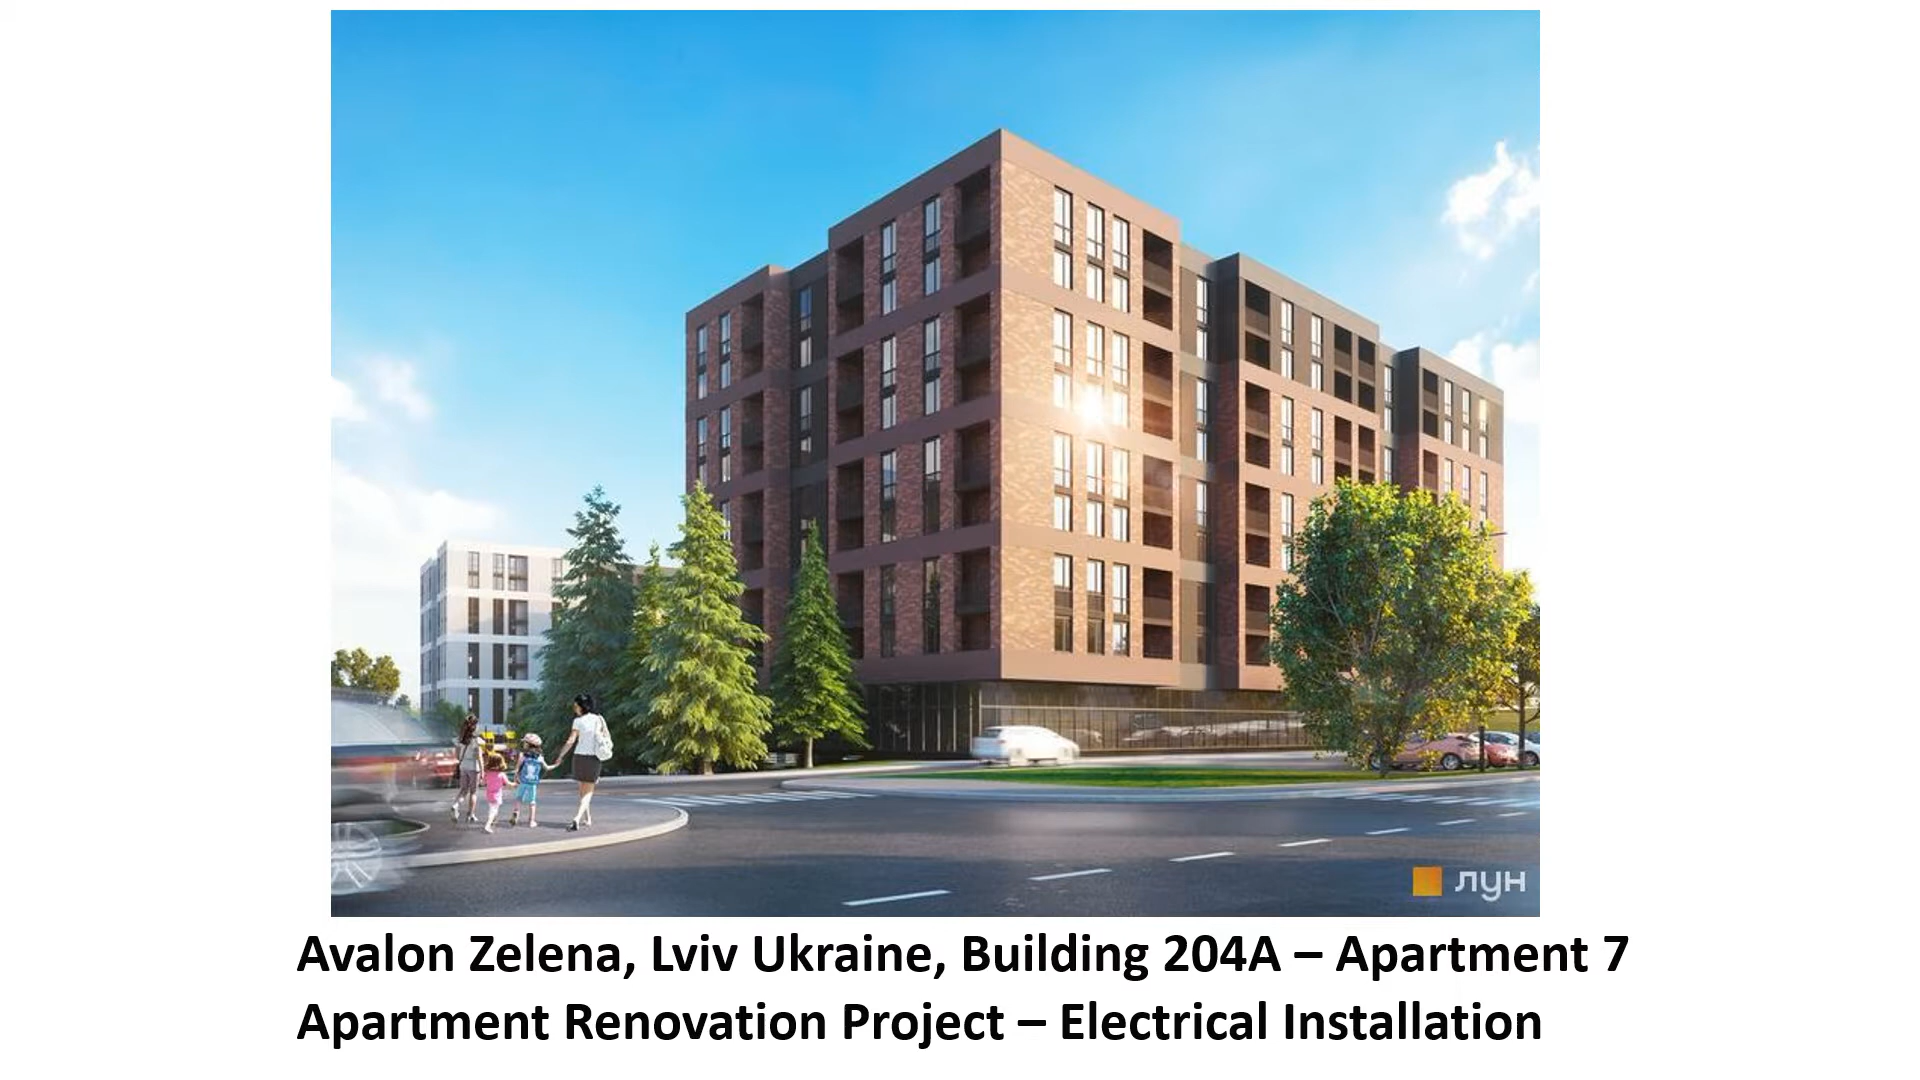 лун
Avalon Zelena, Lviv Ukraine, Building 204A – Apartment 7
Apartment Renovation Project – Electrical Installation